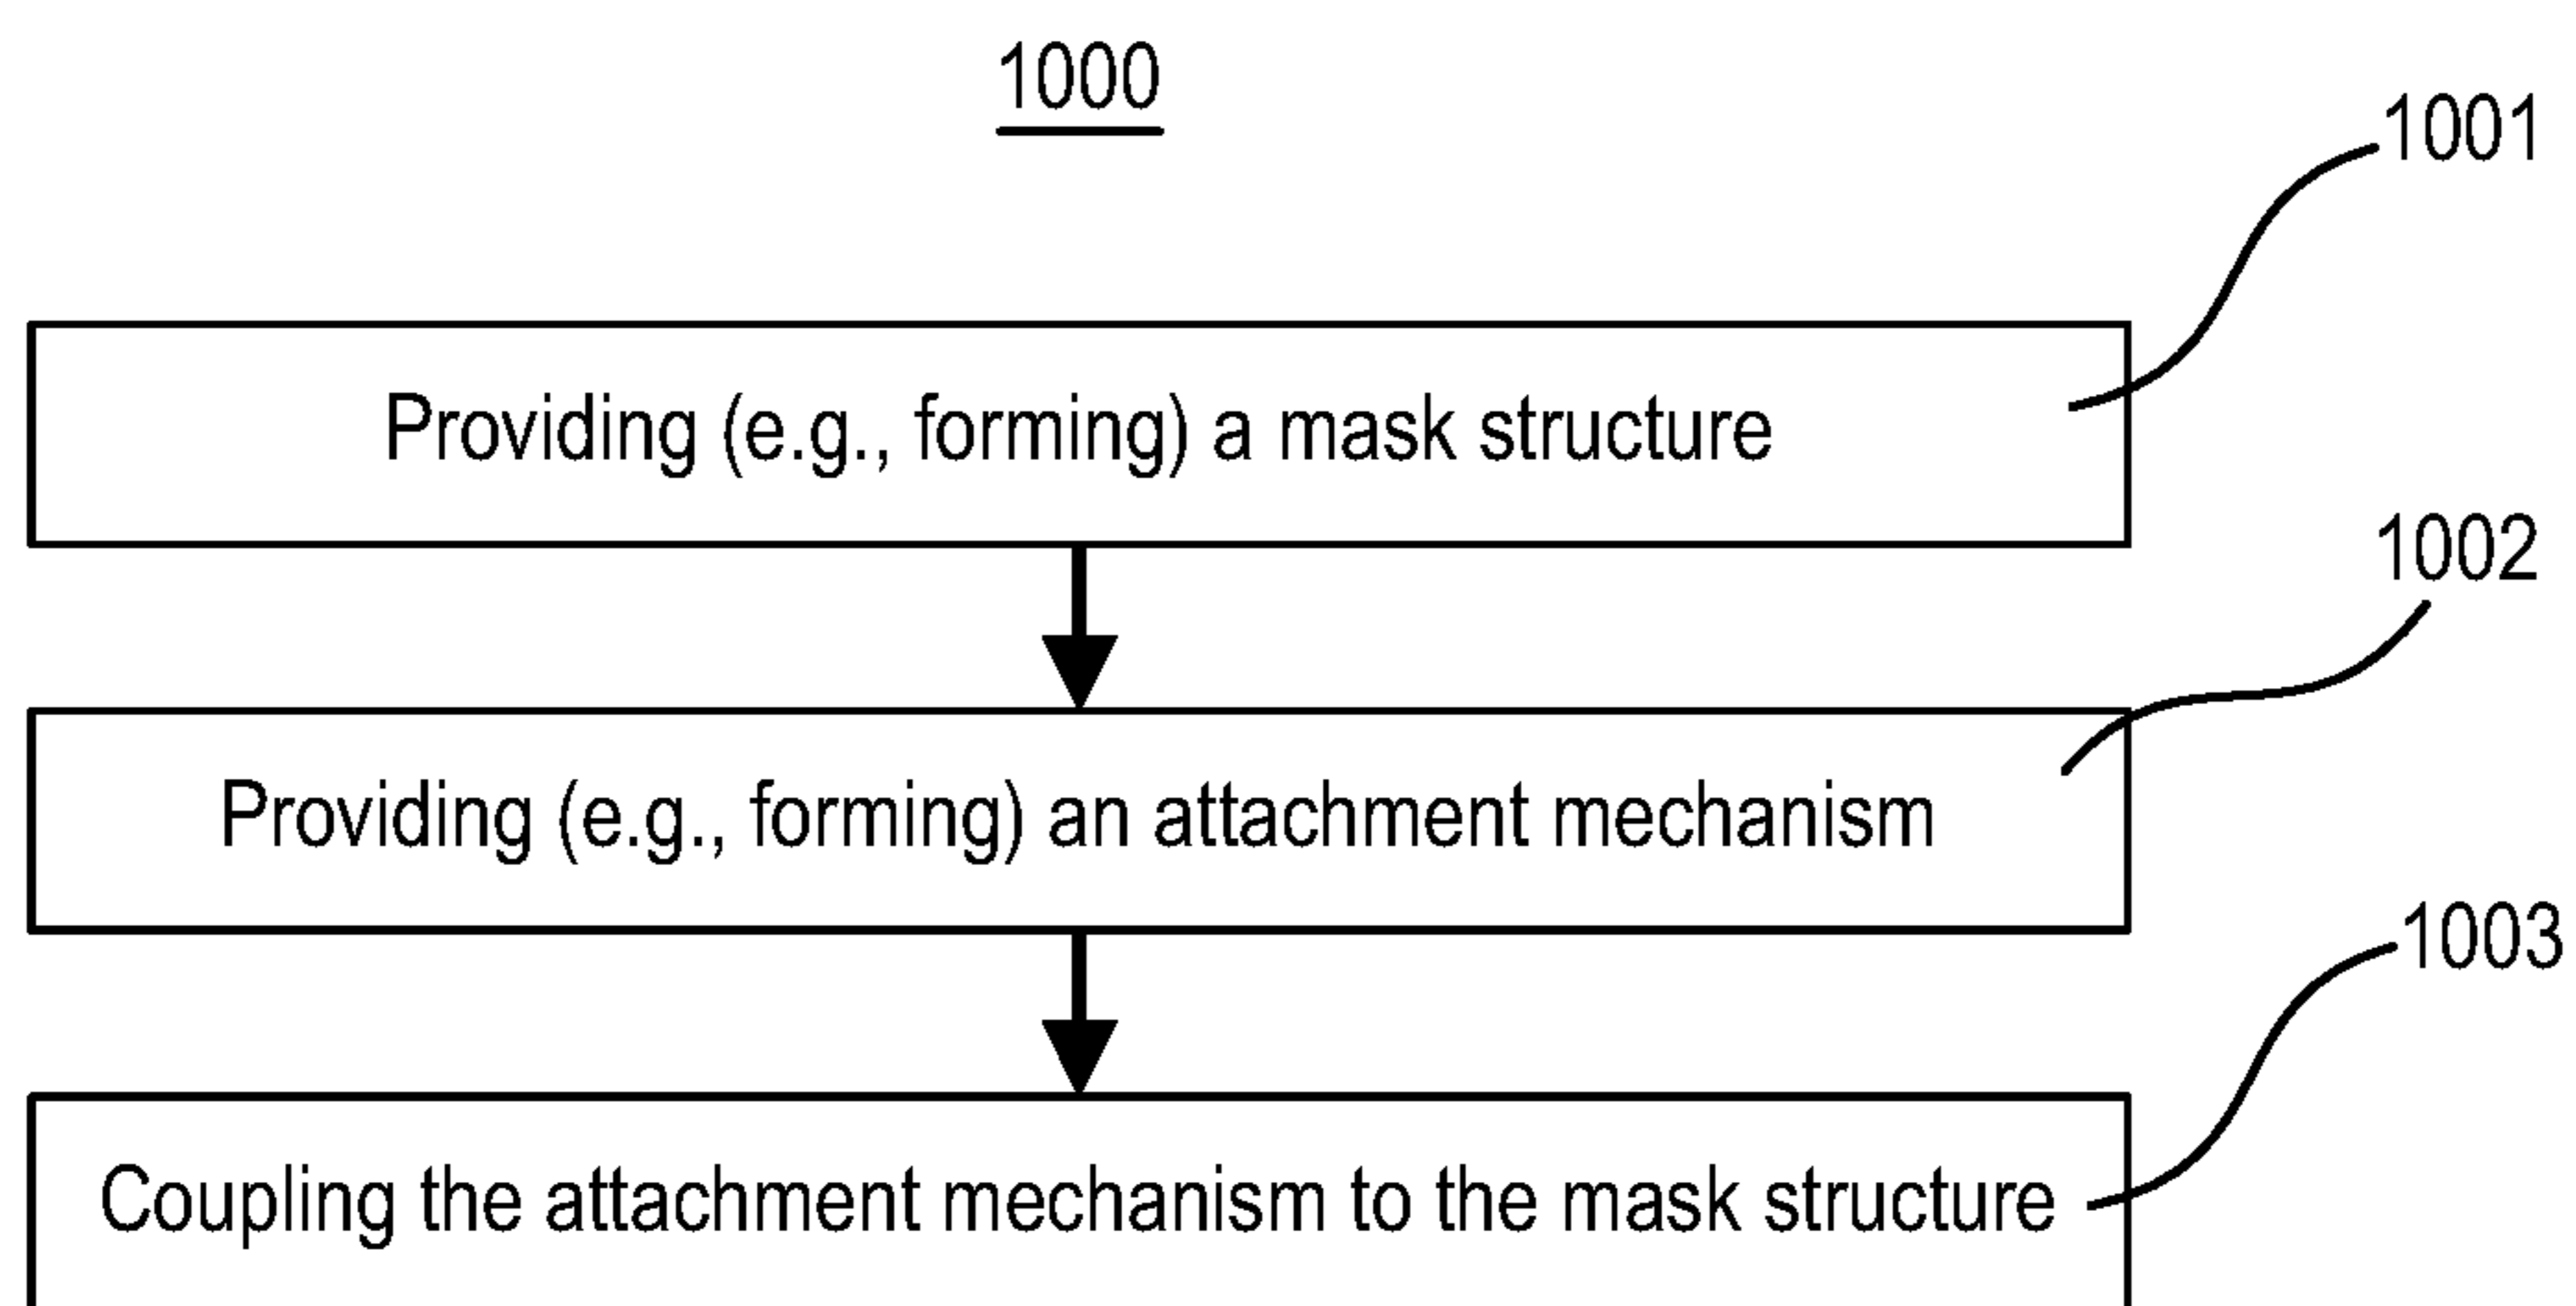 1000
1001
Providing (e.g., forming) a mask structure
1002
Providing (e.g., forming) an attachment mechanism
1003
Coupling the attachment mechanism to the mask structure